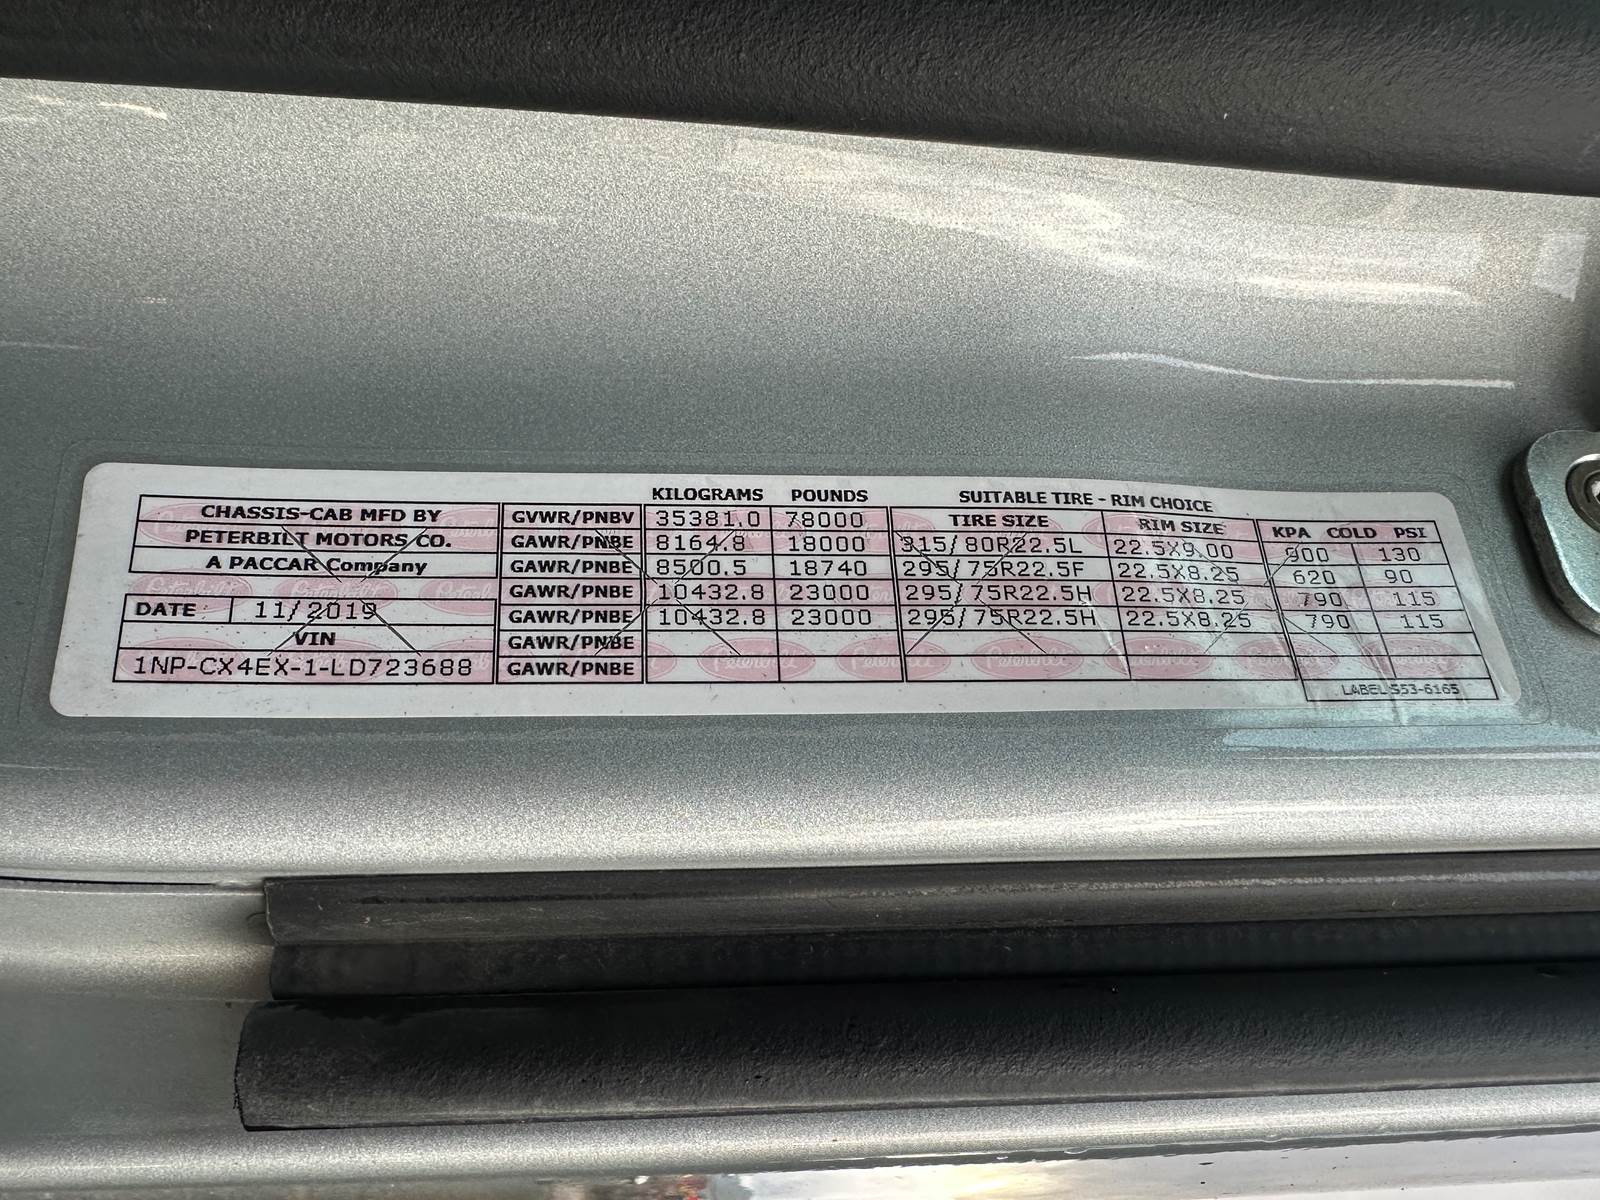 KILOGRAMS POUNDS SUITABLE TIRE - RIM CHOICE
CHASSIS-CAB MFD BY
PETERBILT MOTORS CO.
A PACCAR Company
DATE 11/2019
VIN
1NP-CX4EX-1-LD723688
TIRE SIZE RIM SIZE KPA COLD PSI
GVWR/PNBV 35381.0 78000
GAWR/PNBE 8164.8 18000 315/80R22.5L 22.5X9.00 900 130
GAWR/PNBE 8500.5 18740 295/75R22.5F 22.5X8.25 620 90
GAWR/PNBE 10432.8 23000 295/75R22.5H 22.5X8.25 790 115
GAWR/PNBE 10432.8 23000 295/75R22.5H 22.5X8.25 790 115
GAWR/PNBE
GAWR/PNBE
LABEL S53-6165